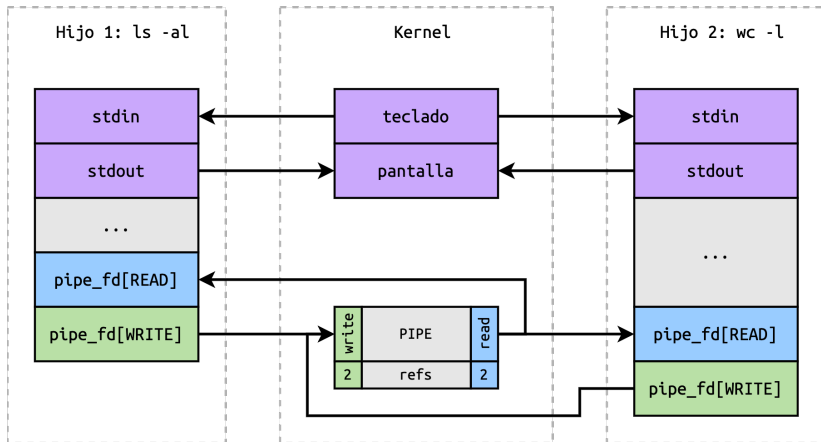 Hijo 1: ls -al
Kernel
Hijo 2: wc -l
stdin
teclado
stdin
stdout
pantalla
stdout
...
...
pipe_fd[READ]
pipe_fd[WRITE]
write
PIPE
read
pipe_fd[READ]
2
refs
2
pipe_fd[WRITE]